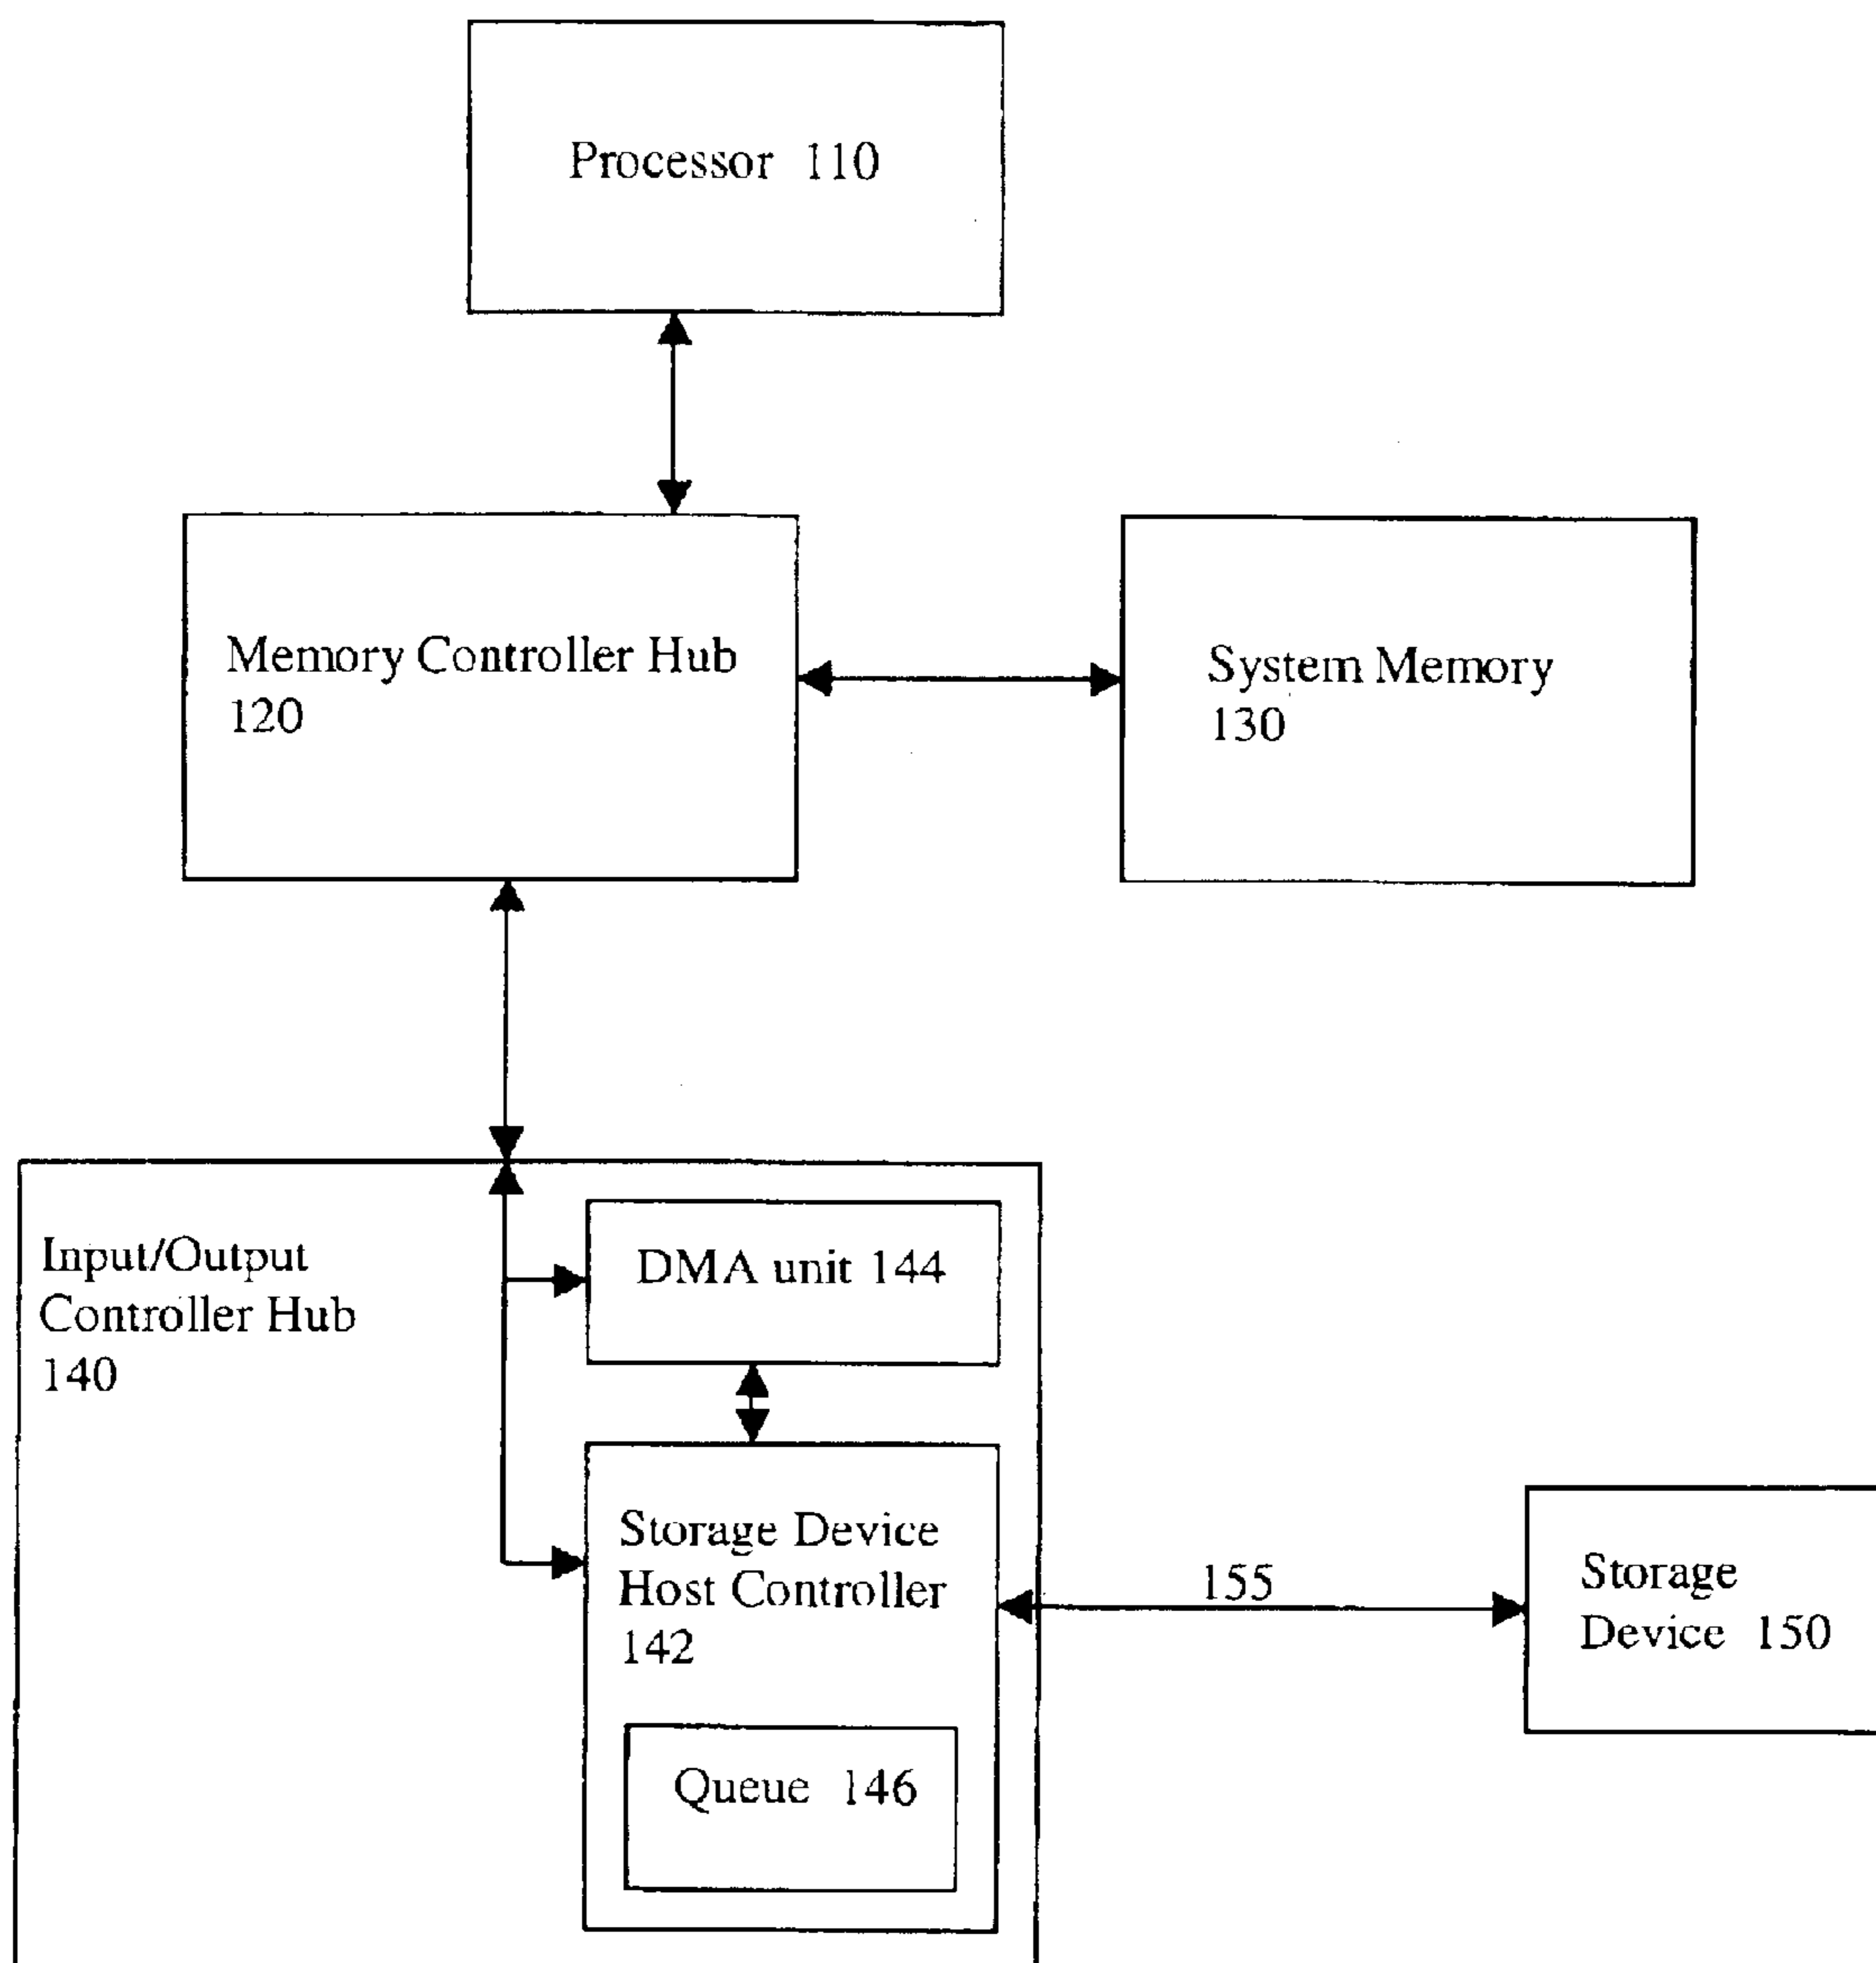 Processor 110
Memory Controller Hub
120
System Memory
130
Input/Output
Controller Hub
140
DMA unit 144
Storage Device
Host Controller
142
Queue 146
155
Storage
Device 150